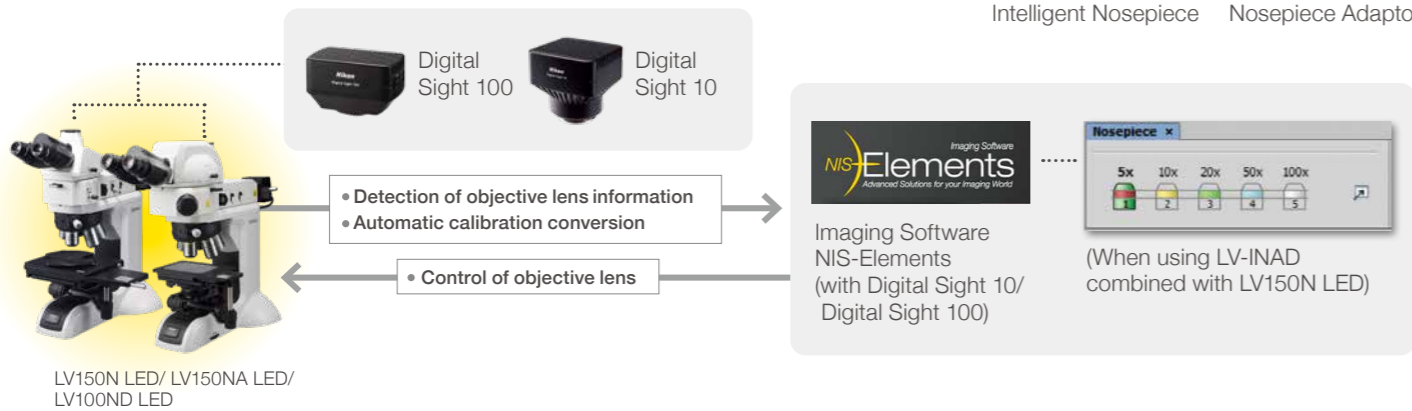 Intelligent Nosepiece
Nosepiece Adapto
Nikon
Digital
Sight 100
Nikon
Digital
Sight 10
• Detection of objective lens information
• Automatic calibration conversion
• Control of objective lens
Imaging Software
NIS-Elements
Advanced Solutions for your Imaging World
Imaging Software
NIS-Elements
(with Digital Sight 10/
Digital Sight 100)
Nosepiece ×
5x 10x 20x 50x 100x
1 2 3 4 5
(When using LV-INAD
combined with LV150N LED)
LV150N LED/ LV150NA LED/
LV100ND LED